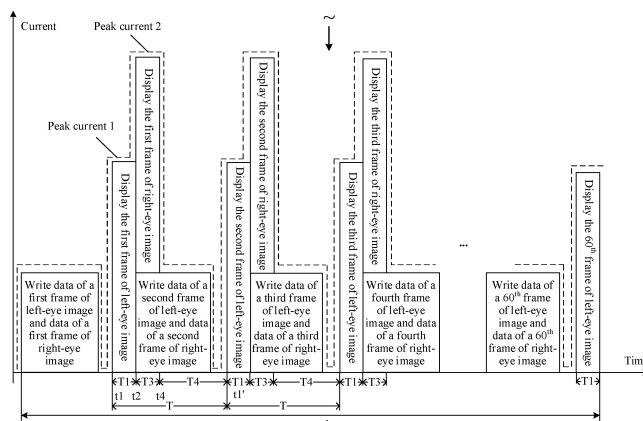 ~
Current
Peak current 2
Peak current 1
Display the first frame of left-eye image
Display the first frame of right-eye image
Display the second frame of left-eye image
Display the second frame of right-eye image
Display the third frame of left-eye image
Display the third frame of right-eye image
Display the 60th frame of left-eye image
...
Write data of a
first frame of
left-eye image
and data of a
first frame of
right-eye
image
Write data of a
second frame
of left-eye
image and data
of a second
frame of right-
eye image
Write data of
a third frame
of left-eye
image and data
of a third
frame of right-
eye image
Write data of a
fourth frame
of left-eye
image and data
of a fourth
frame of right-
eye image
Write data of
a 60th frame
of left-eye
image and
data of a 60th
frame of right-
eye image
Tim
T1 T3 T4 T1 T3 T4 T1 T3 T1
t1 t2 t4 t1'
T T